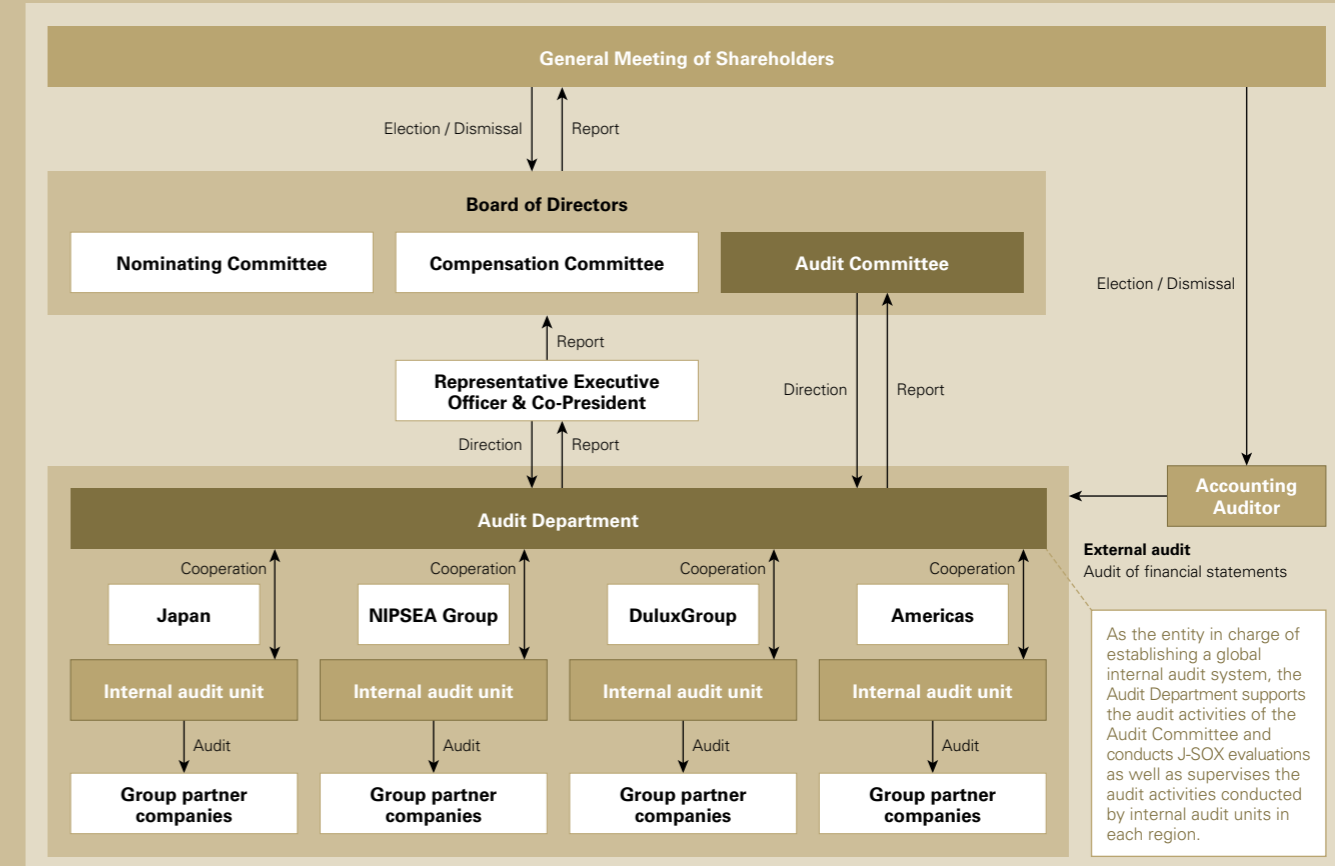 General Meeting of Shareholders
Election / Dismissal
Report
Board of Directors
Nominating Committee
Compensation Committee
Audit Committee
Election / Dismissal
Report
Representative Executive
Officer & Co-President
Direction
Report
Direction
Report
Accounting
Auditor
Audit Department
External audit
Audit of financial statements
Cooperation
Cooperation
Cooperation
Cooperation
Japan
NIPSEA Group
DuluxGroup
Americas
As the entity in charge of
establishing a global
internal audit system, the
Audit Department supports
the audit activities of the
Audit Committee and
conducts J-SOX evaluations
as well as supervises the
audit activities conducted
by internal audit units in
each region.
Internal audit unit
Internal audit unit
Internal audit unit
Internal audit unit
Audit
Audit
Audit
Audit
Group partner
companies
Group partner
companies
Group partner
companies
Group partner
companies